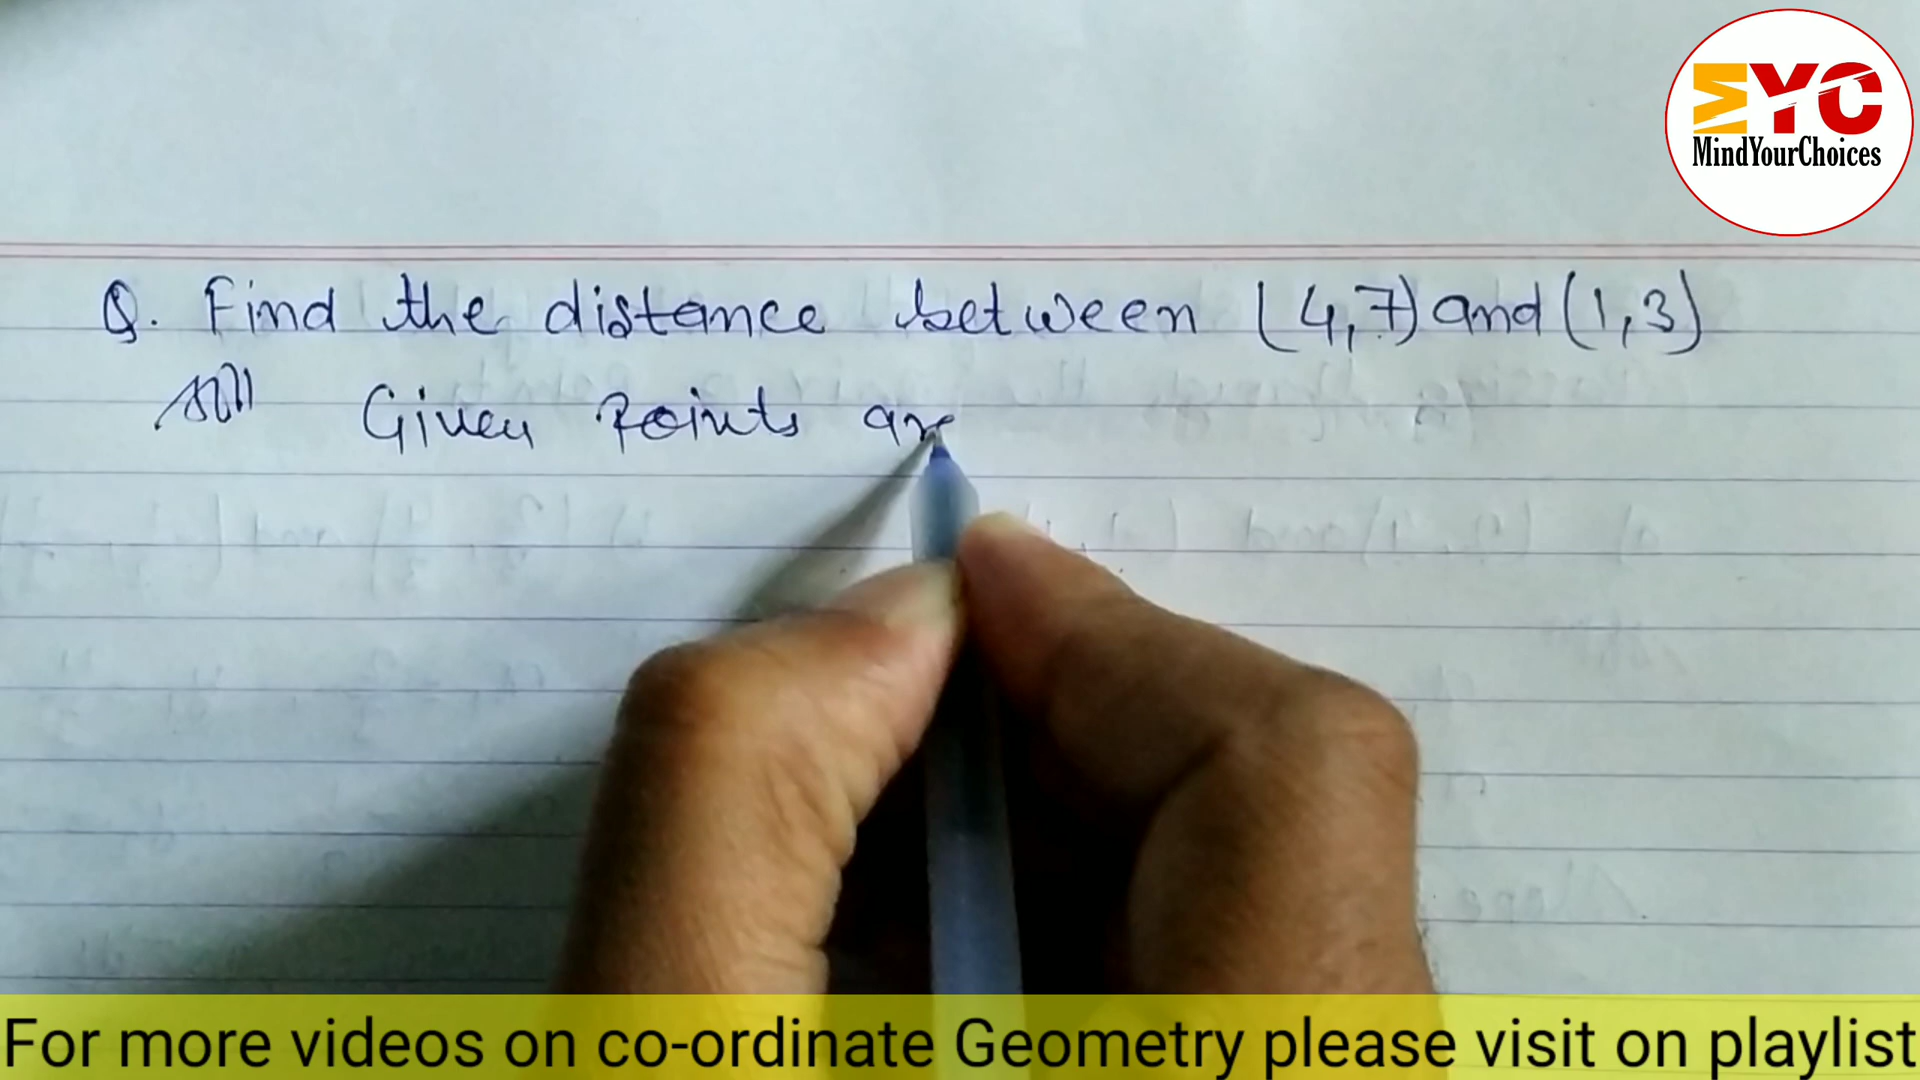 MYC
MindYourChoices
Q. Find the distance between (4,7) and (1,3)
Given Points are
For more videos on co-ordinate Geometry please visit on playlist